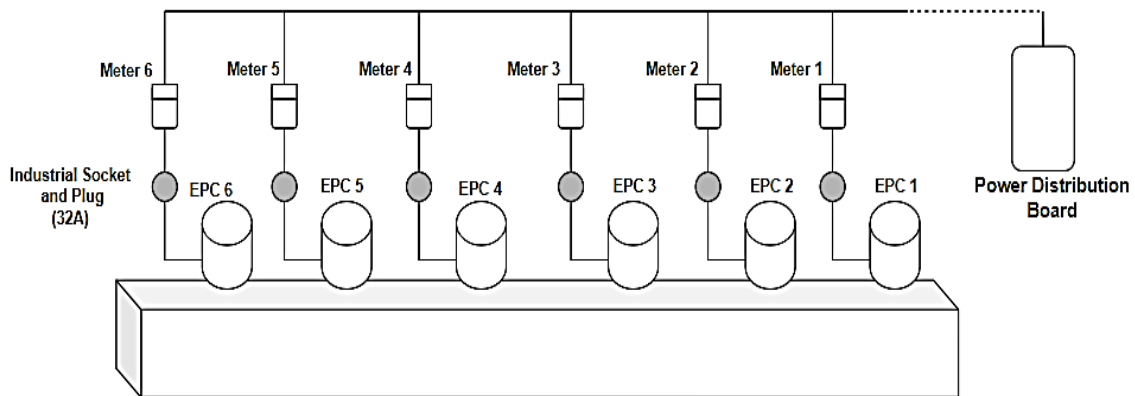 Meter 6
Meter 5
Meter 4
Meter 3
Meter 2
Meter 1
Industrial Socket
and Plug
(32A)
EPC 6
EPC 5
EPC 4
EPC 3
EPC 2
EPC 1
Power Distribution
Board